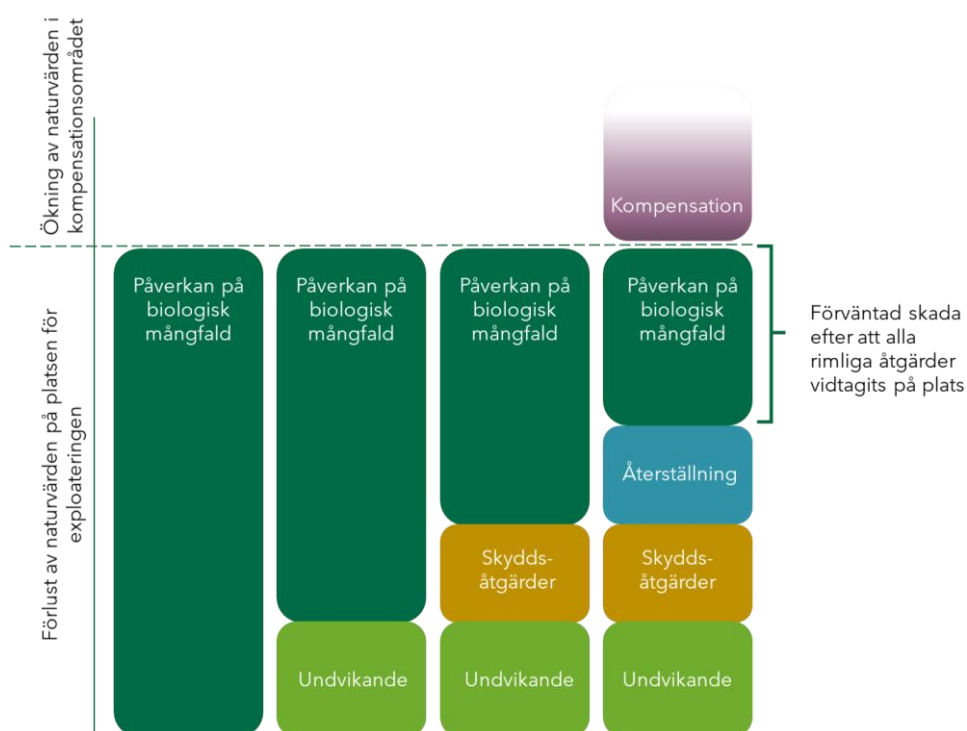 Ökning av naturvärden i
kompensationsområdet
Förlust av naturvärden på platsen för
exploateringen
Påverkan på
biologisk
mångfald
Påverkan på
biologisk
mångfald
Undvikande
Påverkan på
biologisk
mångfald
Skydds-
åtgärder
Undvikande
Kompensation
Påverkan på
biologisk
mångfald
Återställning
Skydds-
åtgärder
Undvikande
Förväntad skada
efter att alla
rimliga åtgärder
vidtagits på plats